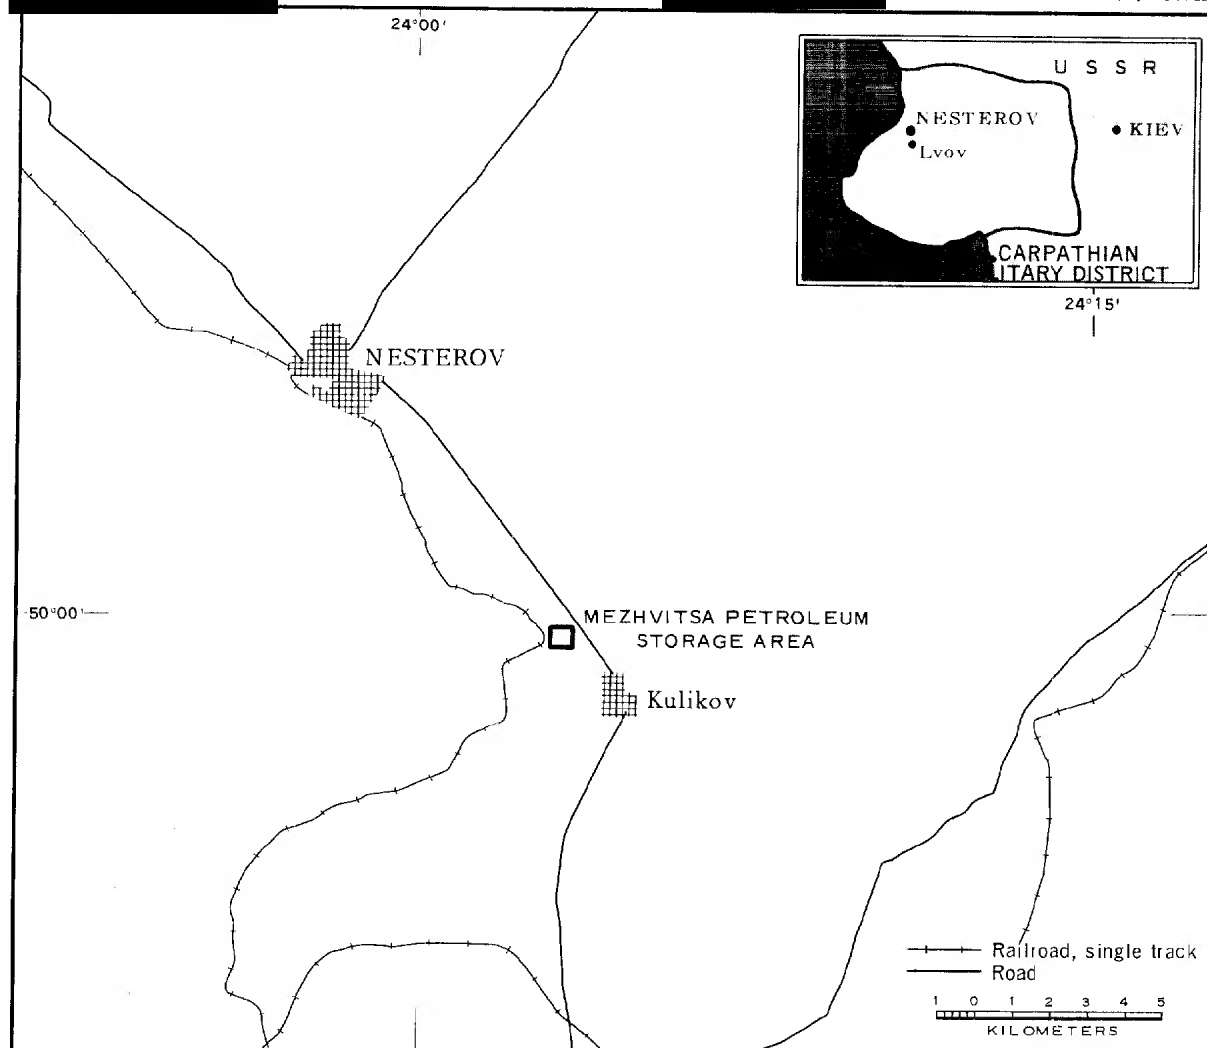 24°00'
U S S R
NESTEROV
KIEV
Lvov
CARPATHIAN
ITARY DISTRICT
24°15'
NESTEROV
50°00'
MEZHVITSA PETROLEUM
STORAGE AREA
Kulikov
Railroad, single track
Road
1 0 1 2 3 4 5
KILOMETERS